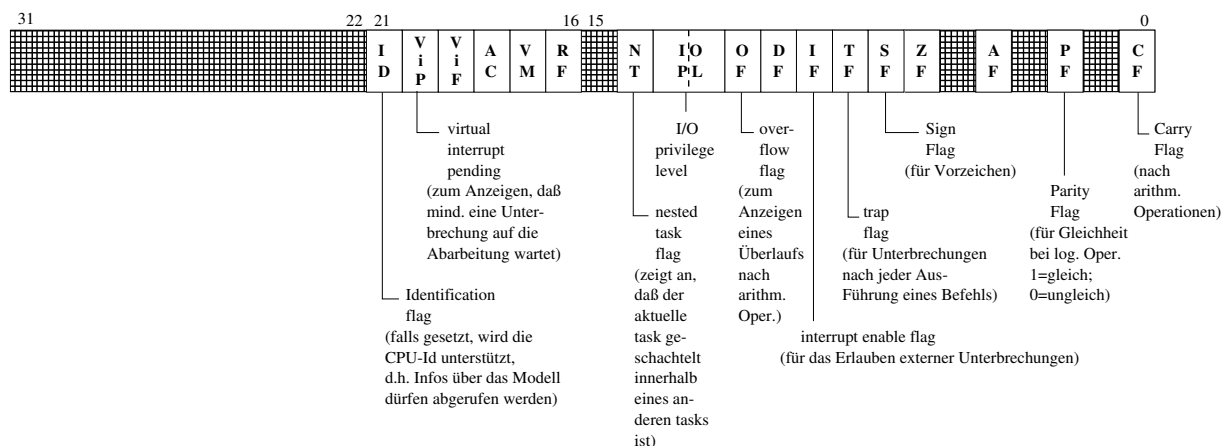 31 22 21 16 15 0
I D
V i P
V i F
A C
V M
R F
N T
I O P L
O F
D F
I F
T F
S F
Z F
A F
P F
C F
virtual
interrupt
pending
(zum Anzeigen, daß
mind. eine Unter-
brechung auf die
Abarbeitung wartet)
Identification
flag
(falls gesetzt, wird die
CPU-Id unterstützt,
d.h. Infos über das Modell
dürfen abgerufen werden)
I/O
privilege
level
nested
task
flag
(zeigt an,
daß der
aktuelle
task ge-
schachtelt
innerhalb
eines an-
deren tasks
ist)
over-
flow
flag
(zum
Anzeigen
eines
Überlaufs
nach
arithm.
Oper.)
interrupt enable flag
(für das Erlauben externer Unterbrechungen)
trap
flag
(für Unterbrechungen
nach jeder Aus-
Führung eines Befehls)
Sign
Flag
(für Vorzeichen)
Parity
Flag
(für Gleichheit
bei log. Oper.
1=gleich;
0=ungleich)
Carry
Flag
(nach
arithm.
Operationen)